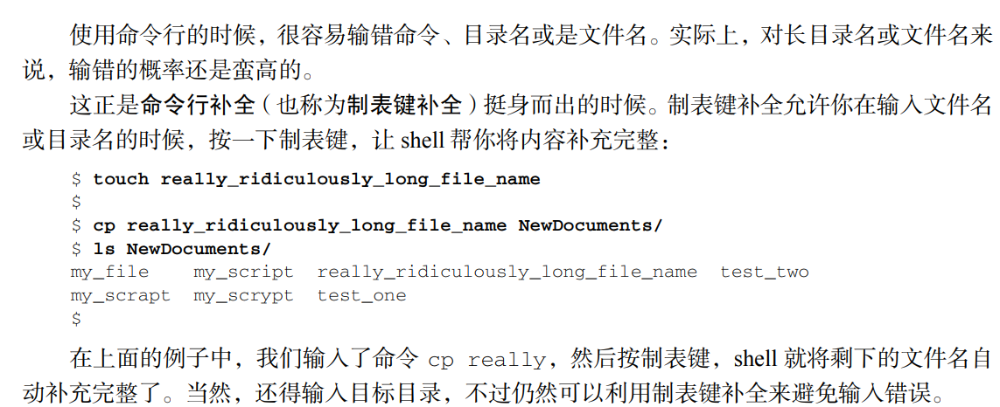 使用命令行的时候，很容易输错命令、目录名或是文件名。实际上，对长目录名或文件名来
说，输错的概率还是蛮高的。
这正是命令行补全（也称为制表键补全）挺身而出的时候。制表键补全允许你在输入文件名
或目录名的时候，按一下制表键，让 shell 帮你将内容补充完整：
$ touch really_ridiculously_long_file_name
$
$ cp really_ridiculously_long_file_name NewDocuments/
$ ls NewDocuments/
my_file    my_script  really_ridiculously_long_file_name  test_two
my_scrapt  my_scrypt  test_one
$
在上面的例子中，我们输入了命令 cp really，然后按制表键，shell 就将剩下的文件名自
动补充完整了。当然，还得输入目标目录，不过仍然可以利用制表键补全来避免输入错误。